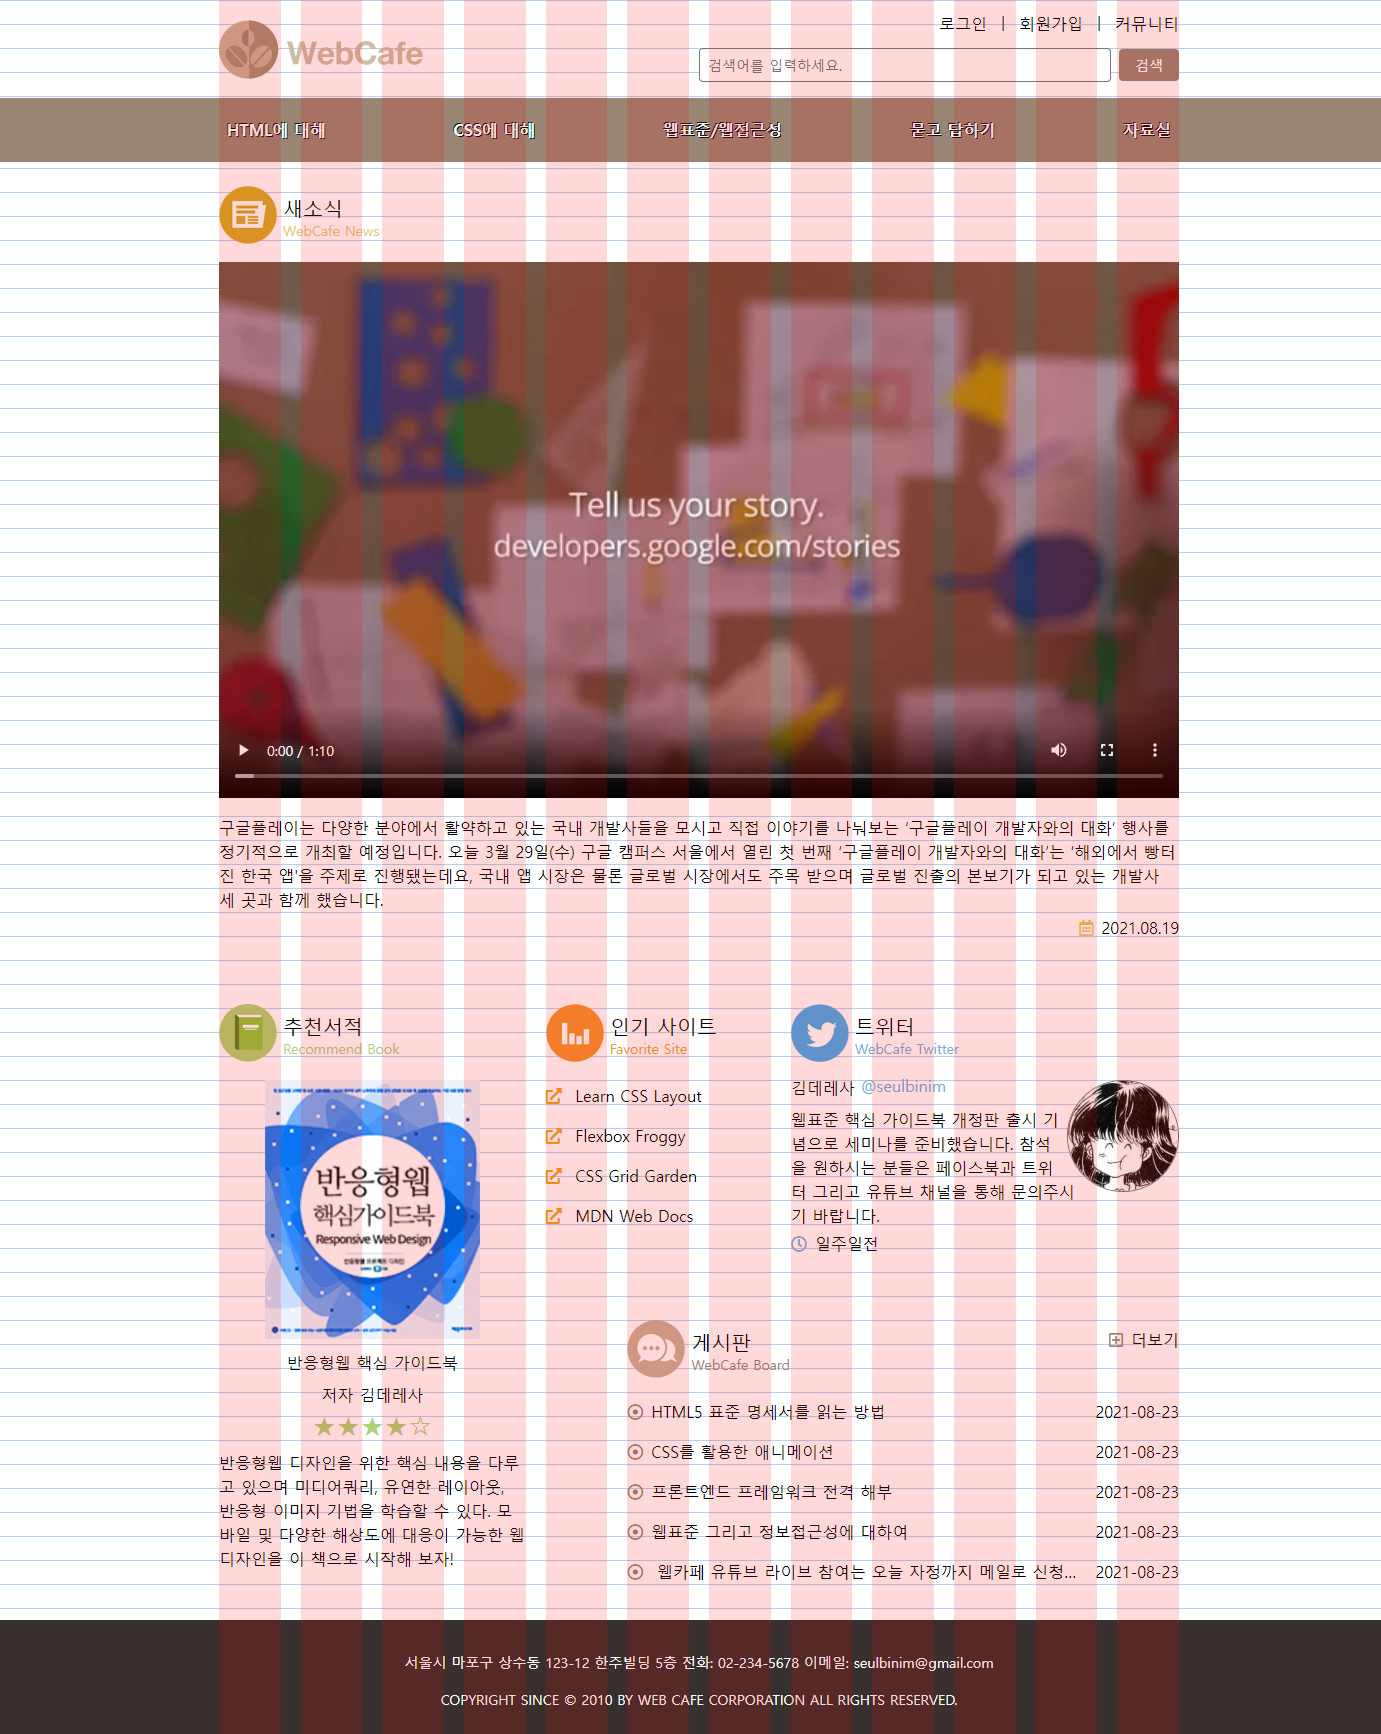 로그인 | 회원가입 | 커뮤니티
WebCafe
검색어를 입력하세요. 검색
HTML에 대해 CSS에 대해 웹표준/웹접근성 묻고 답하기 자료실
새소식
WebCafe News
Tell us your story.
developers.google.com/stories
0:00 / 1:10
구글플레이는 다양한 분야에서 활약하고 있는 국내 개발사들을 모시고 직접 이야기를 나눠보는 ‘구글플레이 개발자와의 대화‘ 행사를
정기적으로 개최할 예정입니다. 오늘 3월 29일(수) 구글 캠퍼스 서울에서 열린 첫 번째 ‘구글플레이 개발자와의 대화’는 ‘해외에서 빵터
진 한국 앱'을 주제로 진행됐는데요, 국내 앱 시장은 물론 글로벌 시장에서도 주목 받으며 글로벌 진출의 본보기가 되고 있는 개발사
세 곳과 함께 했습니다.
2021.08.19
추천서적
Recommend Book
반응형웹
핵심가이드북
Responsive Web Design
반응형웹 핵심 가이드북
저자 김데레사
★★★★☆
반응형웹 디자인을 위한 핵심 내용을 다루
고 있으며 미디어쿼리, 유연한 레이아웃,
반응형 이미지 기법을 학습할 수 있다. 모
바일 및 다양한 해상도에 대응이 가능한 웹
디자인을 이 책으로 시작해 보자!
인기 사이트
Favorite Site
Learn CSS Layout
Flexbox Froggy
CSS Grid Garden
MDN Web Docs
트위터
WebCafe Twitter
김데레사 @seulbinim
웹표준 핵심 가이드북 개정판 출시 기
념으로 세미나를 준비했습니다. 참석
을 원하시는 분들은 페이스북과 트위
터 그리고 유튜브 채널을 통해 문의주시
기 바랍니다.
일주일전
게시판
WebCafe Board
더보기
HTML5 표준 명세서를 읽는 방법 2021-08-23
CSS를 활용한 애니메이션 2021-08-23
프론트엔드 프레임워크 전격 해부 2021-08-23
웹표준 그리고 정보접근성에 대하여 2021-08-23
웹카페 유튜브 라이브 참여는 오늘 자정까지 메일로 신청... 2021-08-23
서울시 마포구 상수동 123-12 한주빌딩 5층 전화: 02-234-5678 이메일: seulbinim@gmail.com
COPYRIGHT SINCE © 2010 BY WEB CAFE CORPORATION ALL RIGHTS RESERVED.